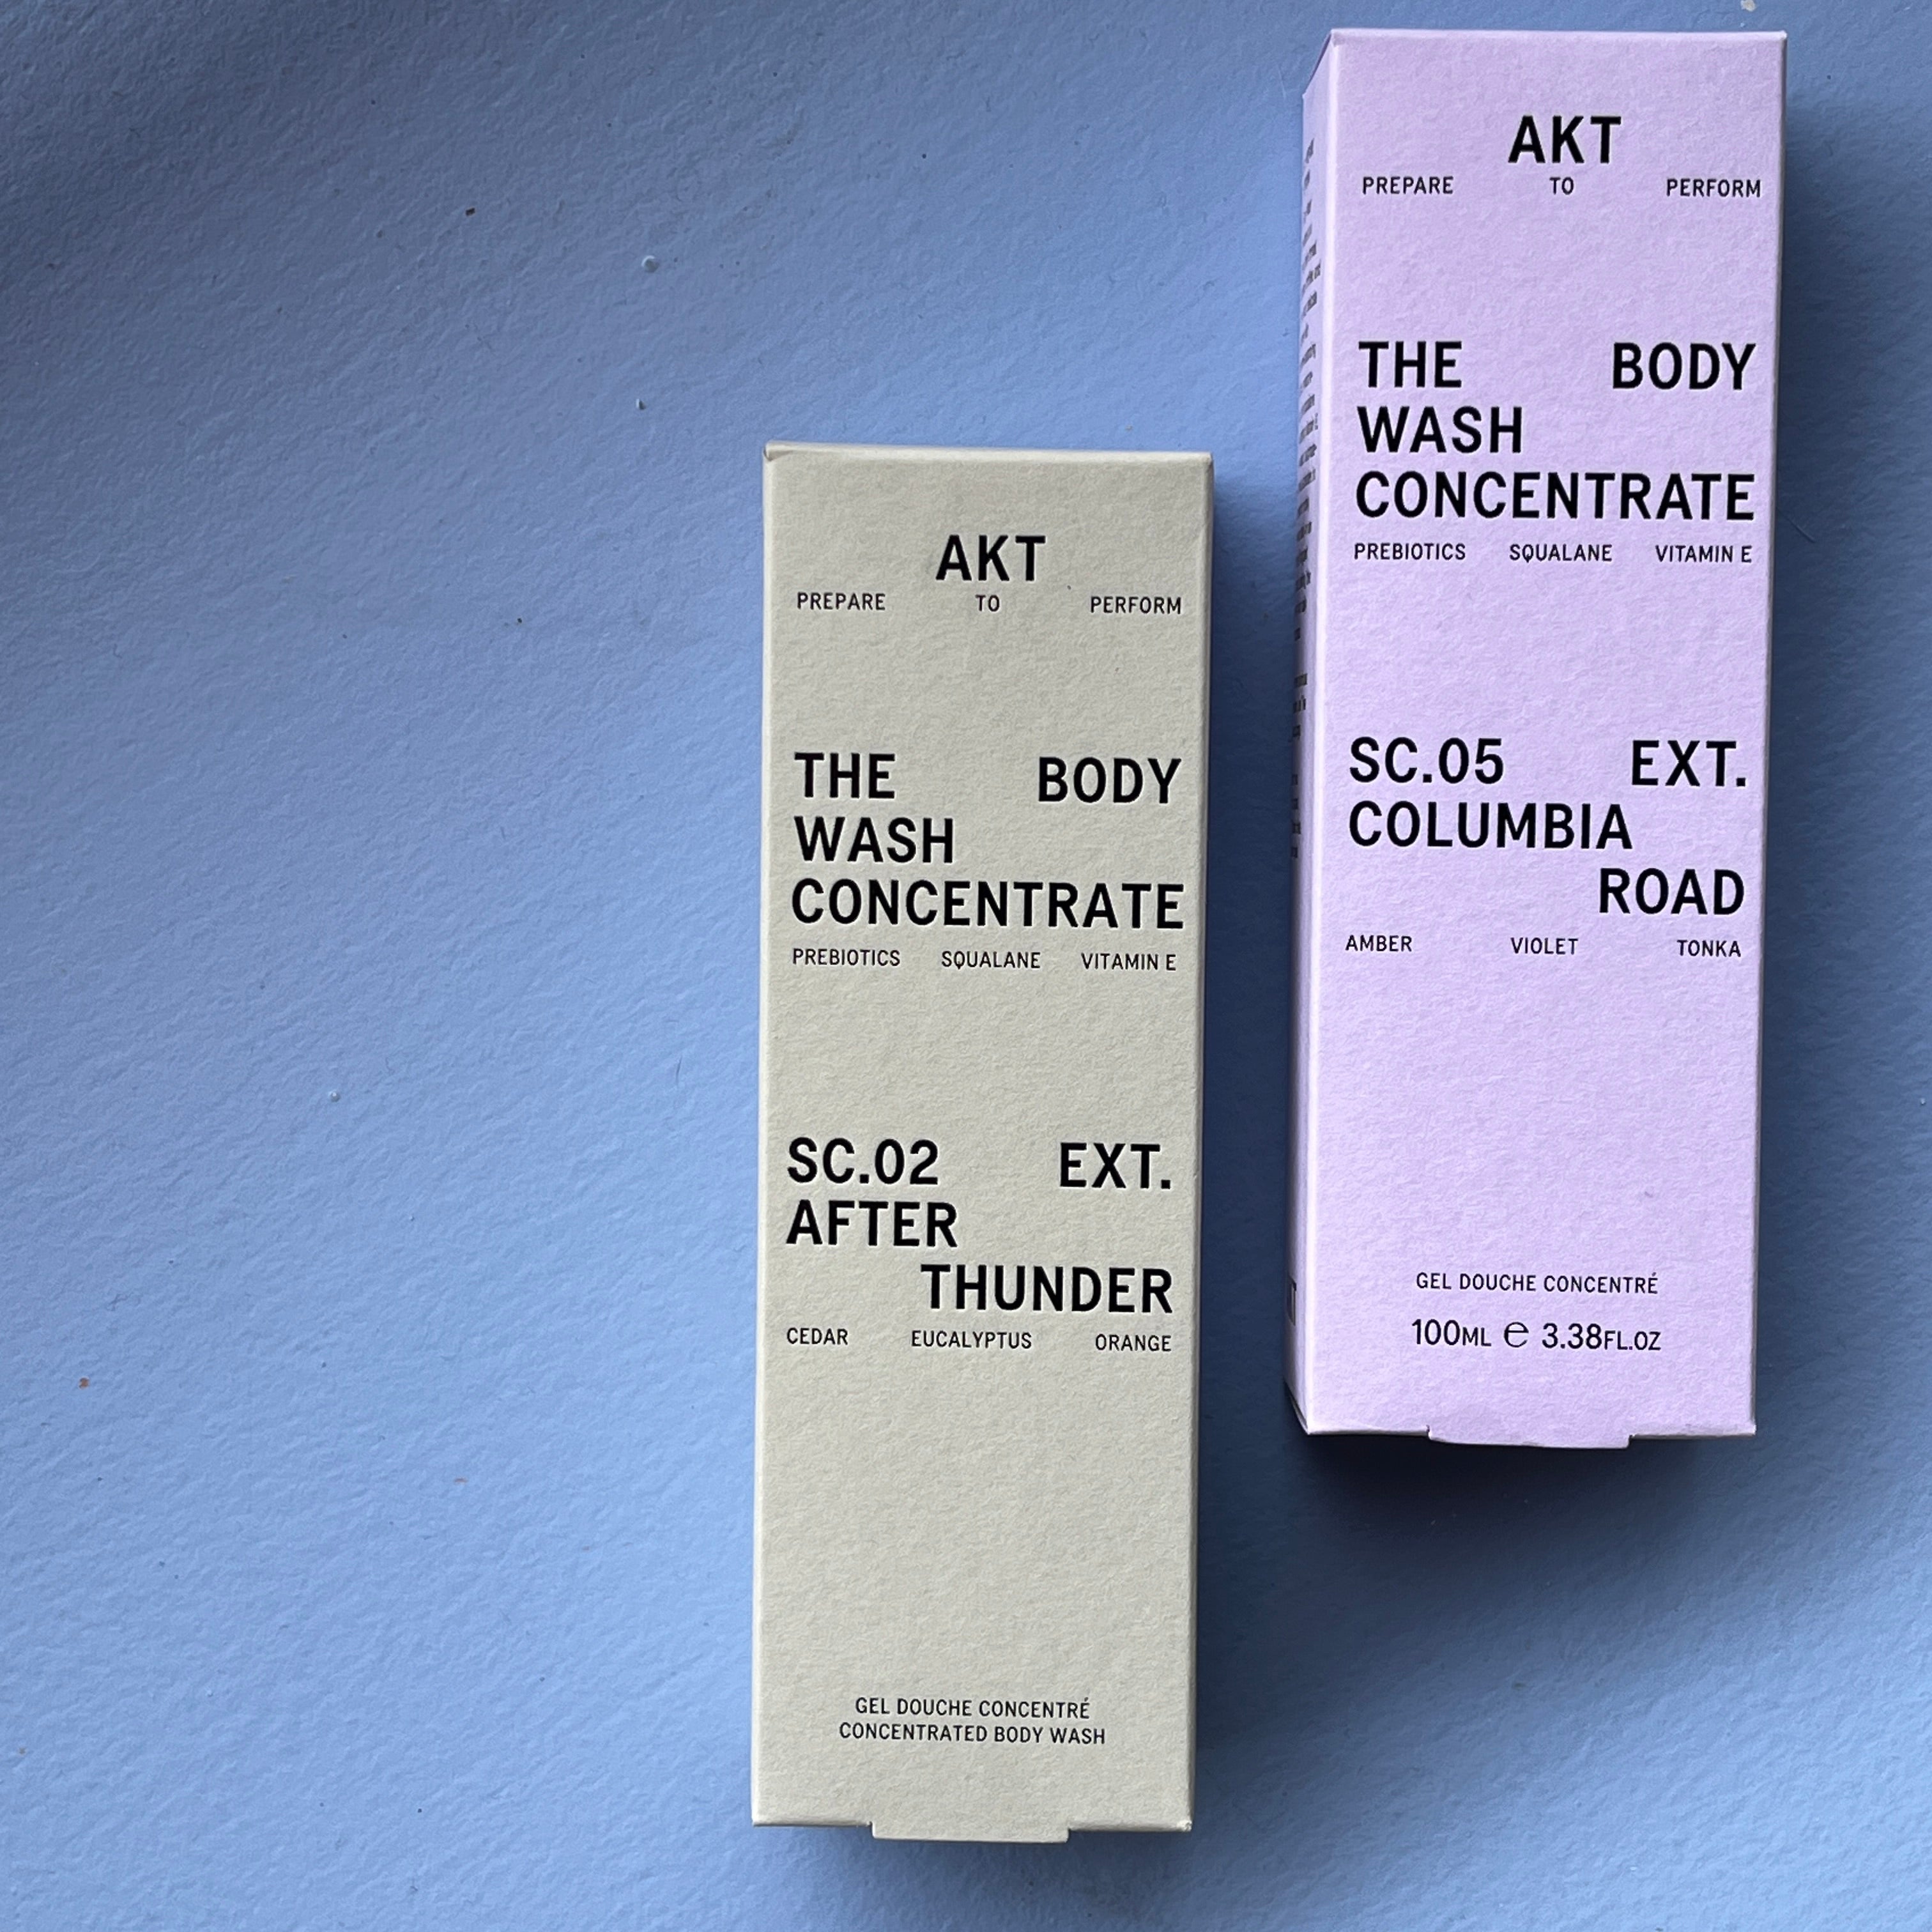 AKT
PREPARE TO PERFORM
THE BODY
WASH
CONCENTRATE
PREBIOTICS SQUALANE VITAMIN E
SC.02 EXT.
AFTER
THUNDER
CEDAR EUCALYPTUS ORANGE
GEL DOUCHE CONCENTRÉ
CONCENTRATED BODY WASH
AKT
PREPARE TO PERFORM
THE BODY
WASH
CONCENTRATE
PREBIOTICS SQUALANE VITAMIN E
SC.05 EXT.
COLUMBIA
ROAD
AMBER VIOLET TONKA
GEL DOUCHE CONCENTRÉ
100ML ℮ 3.38FL.OZ